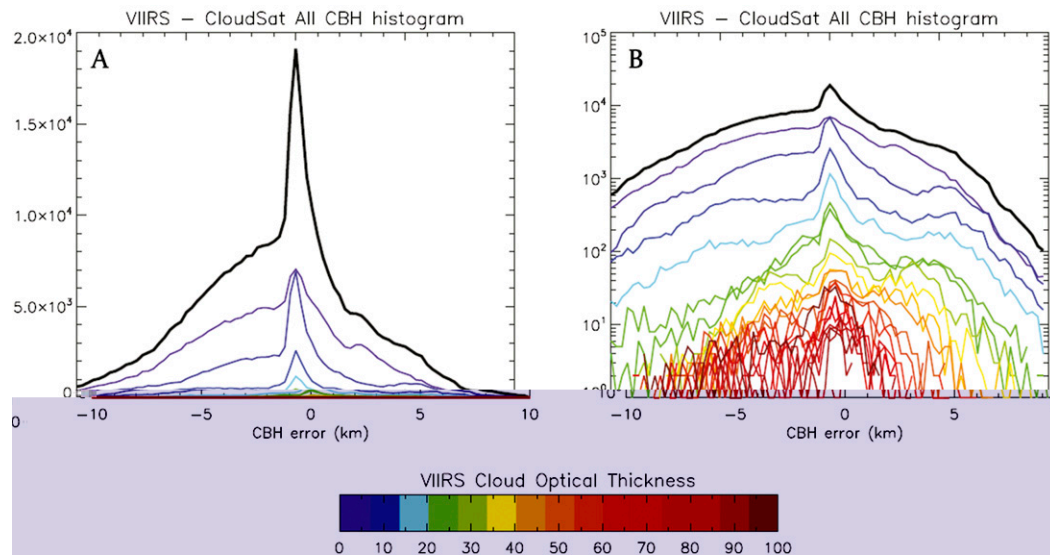 VIIRS – CloudSat All CBH histogram
2.0×10⁴
A
1.5×10⁴
1.0×10⁴
5.0×10³
0
0
−10 −5 0 5 10
CBH error (km)
VIIRS – CloudSat All CBH histogram
10⁵
B
10⁴
10³
10²
10¹
10⁰
−10 −5 0 5
CBH error (km)
VIIRS Cloud Optical Thickness
0 10 20 30 40 50 60 70 80 90 100